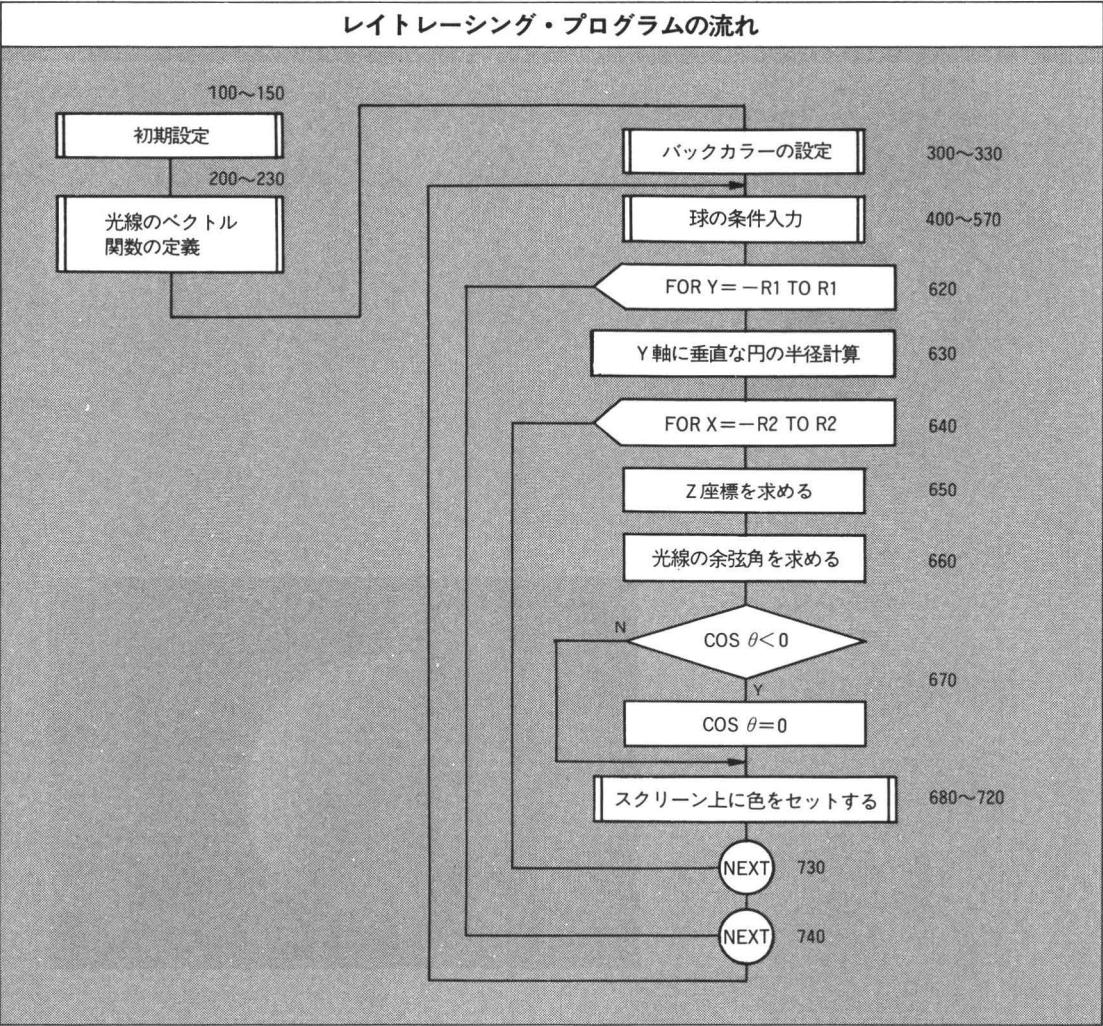 レイトレーシング・プログラムの流れ
100〜150
初期設定
200〜230
光線のベクトル
関数の定義
バックカラーの設定
300〜330
球の条件入力
400〜570
FOR Y=−R1 TO R1
620
Y軸に垂直な円の半径計算
630
FOR X=−R2 TO R2
640
Z座標を求める
650
光線の余弦角を求める
660
N
COS θ<0
670
Y
COS θ=0
スクリーン上に色をセットする
680〜720
NEXT
730
NEXT
740